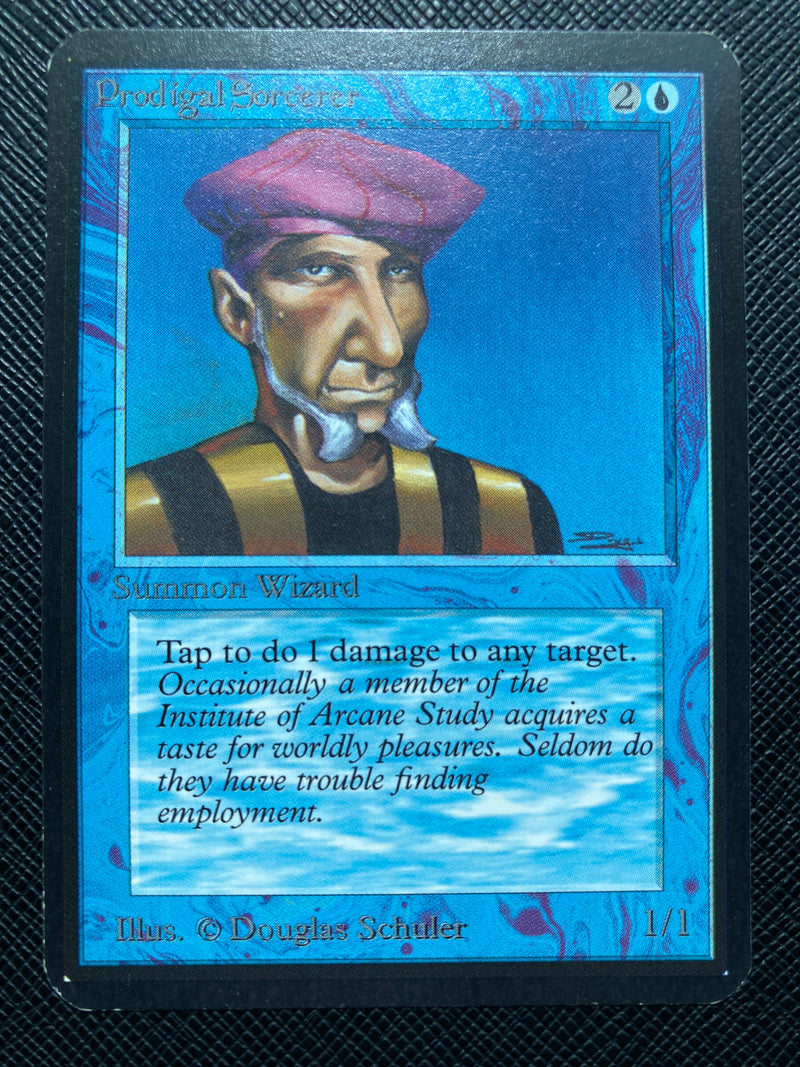 Prodigal Sorcerer 2
Summon Wizard
Tap to do 1 damage to any target.
Occasionally a member of the
Institute of Arcane Study acquires a
taste for worldly pleasures. Seldom do
they have trouble finding
employment.
Illus. © Douglas Schuler 1/1